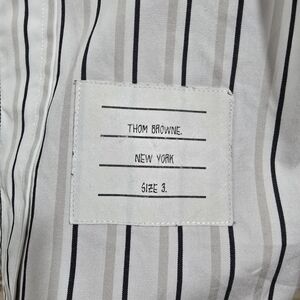 THOM BROWNE.
NEW YORK
SIZE 3.